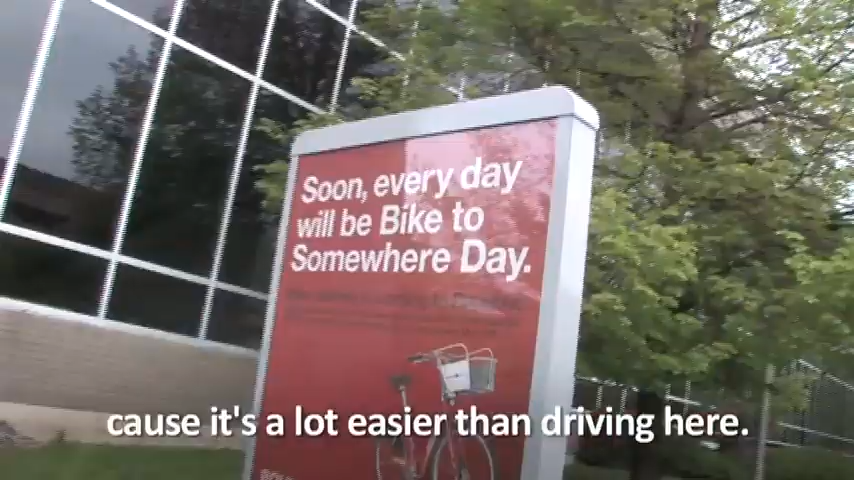 Soon, every day
will be Bike to
Somewhere Day.
cause it's a lot easier than driving here.